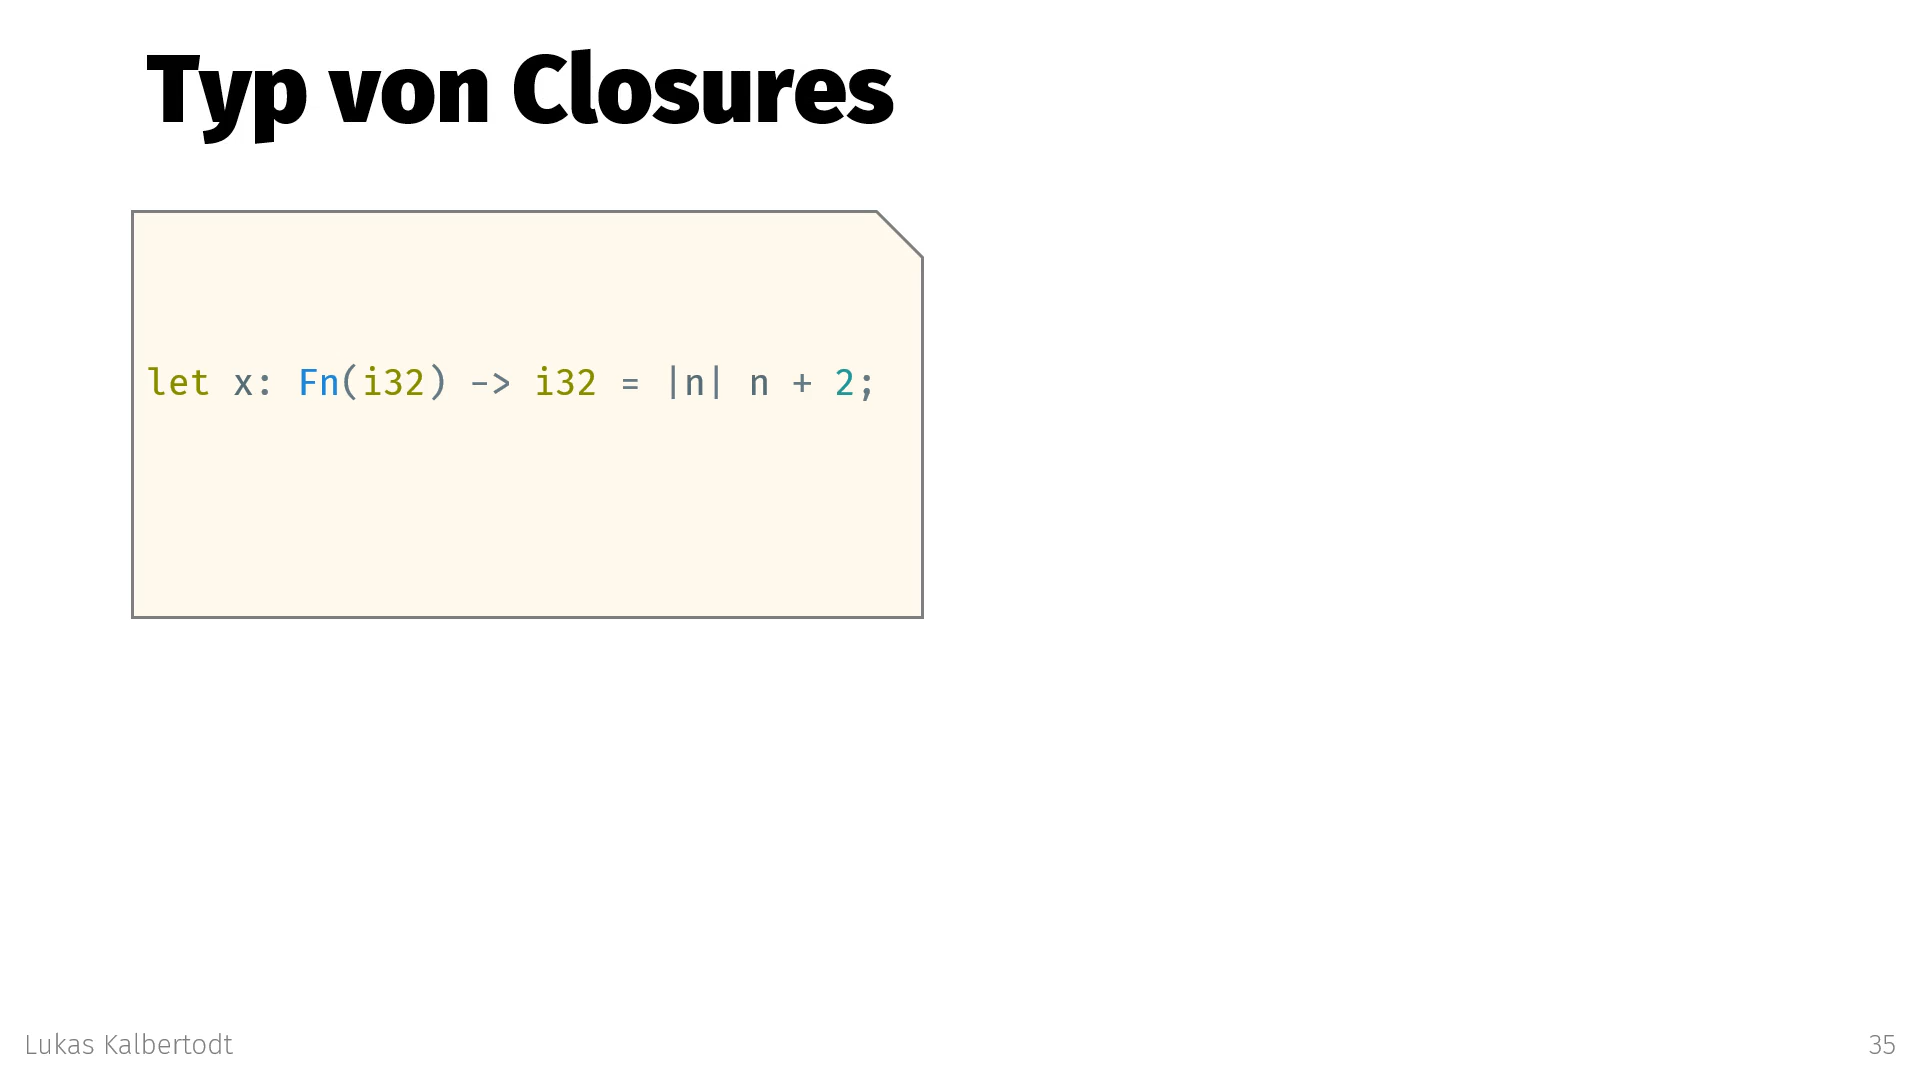 Typ von Closures
let x: Fn(i32) -> i32 = |n| n + 2;
Lukas Kalbertodt
35